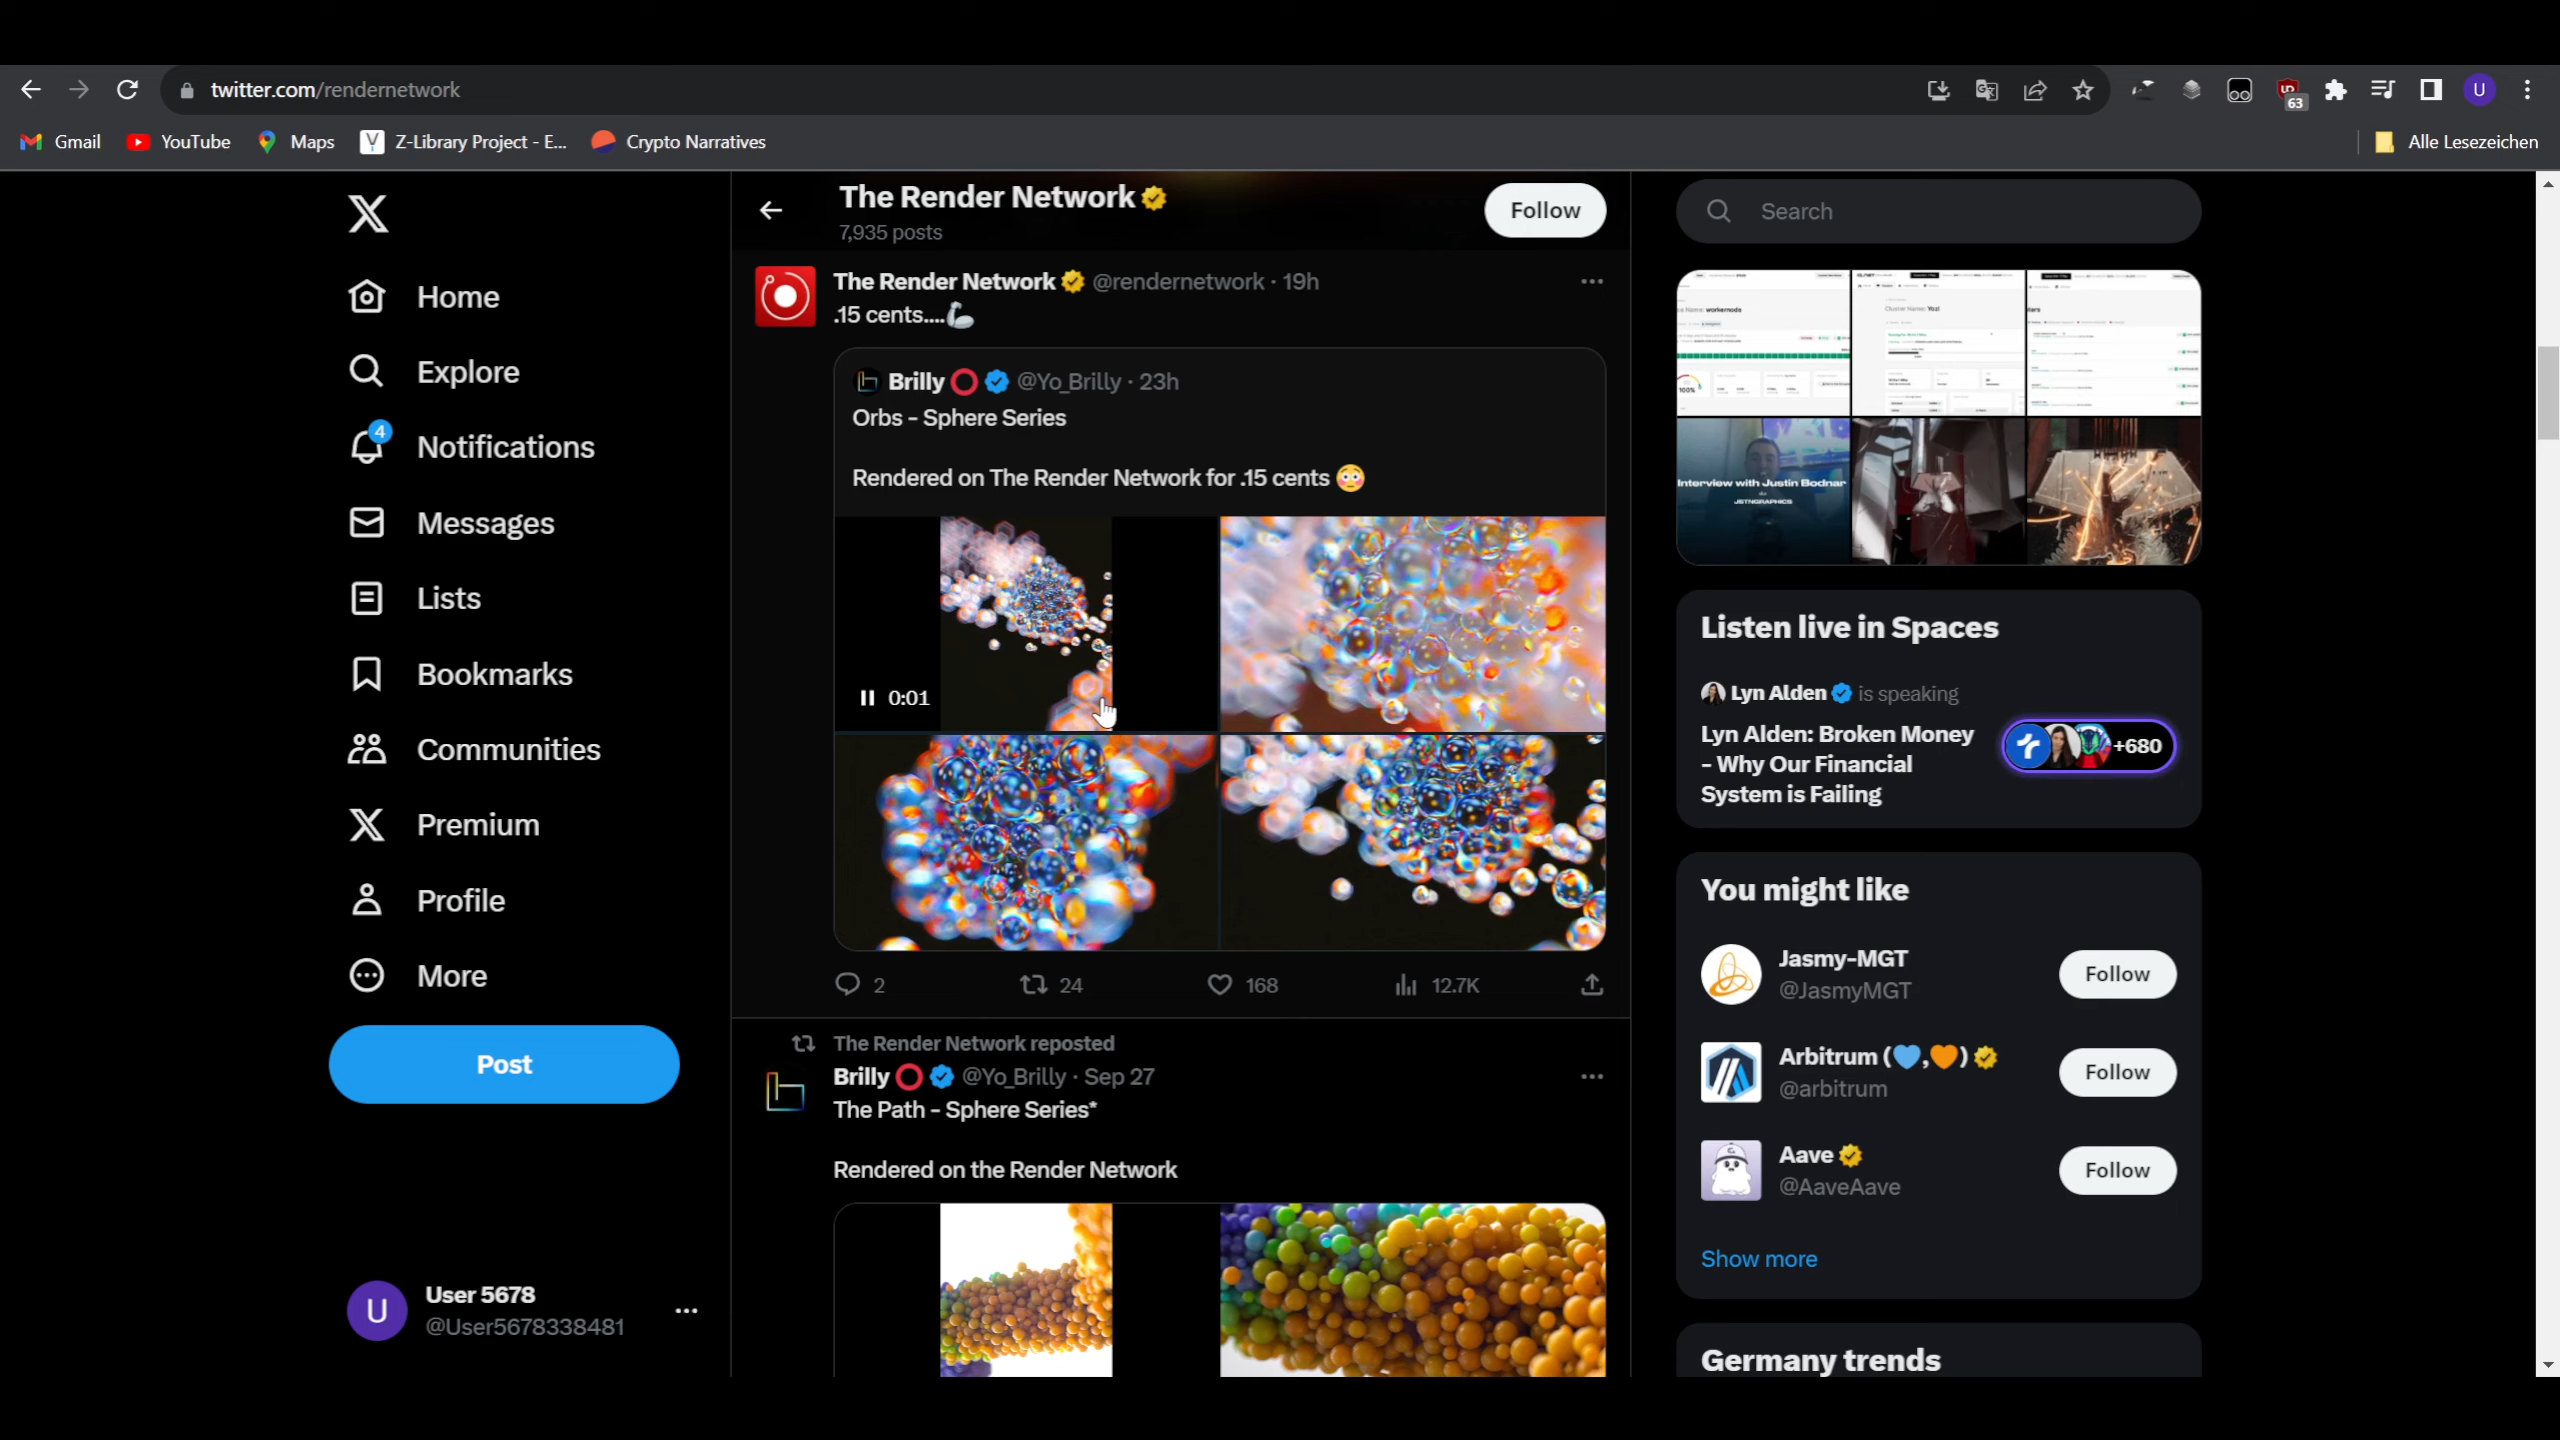 twitter.com/rendernetwork
63
U
Gmail
YouTube
Maps
Z-Library Project - E...
Crypto Narratives
Alle Lesezeichen
The Render Network
7,935 posts
Follow
Search
Home
Explore
4
Notifications
Messages
Lists
Bookmarks
Communities
Premium
Profile
More
Post
U
User 5678
@User5678338481
The Render Network @rendernetwork · 19h
.15 cents....
Brilly @Yo_Brilly · 23h
Orbs - Sphere Series
Rendered on The Render Network for .15 cents
0:01
2
24
168
12.7K
The Render Network reposted
Brilly @Yo_Brilly · Sep 27
The Path - Sphere Series*
Rendered on the Render Network
100%
Interview with Justin Bodnar
JSTNGRAPHICS
Listen live in Spaces
Lyn Alden is speaking
Lyn Alden: Broken Money
- Why Our Financial
System is Failing
+680
You might like
Jasmy-MGT
@JasmyMGT
Follow
Arbitrum ( , )
@arbitrum
Follow
Aave
@AaveAave
Follow
Show more
Germany trends